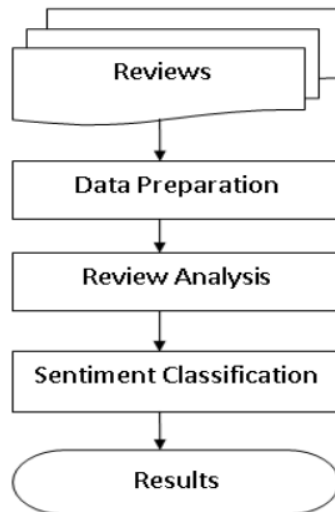 Reviews
Data Preparation
Review Analysis
Sentiment Classification
Results